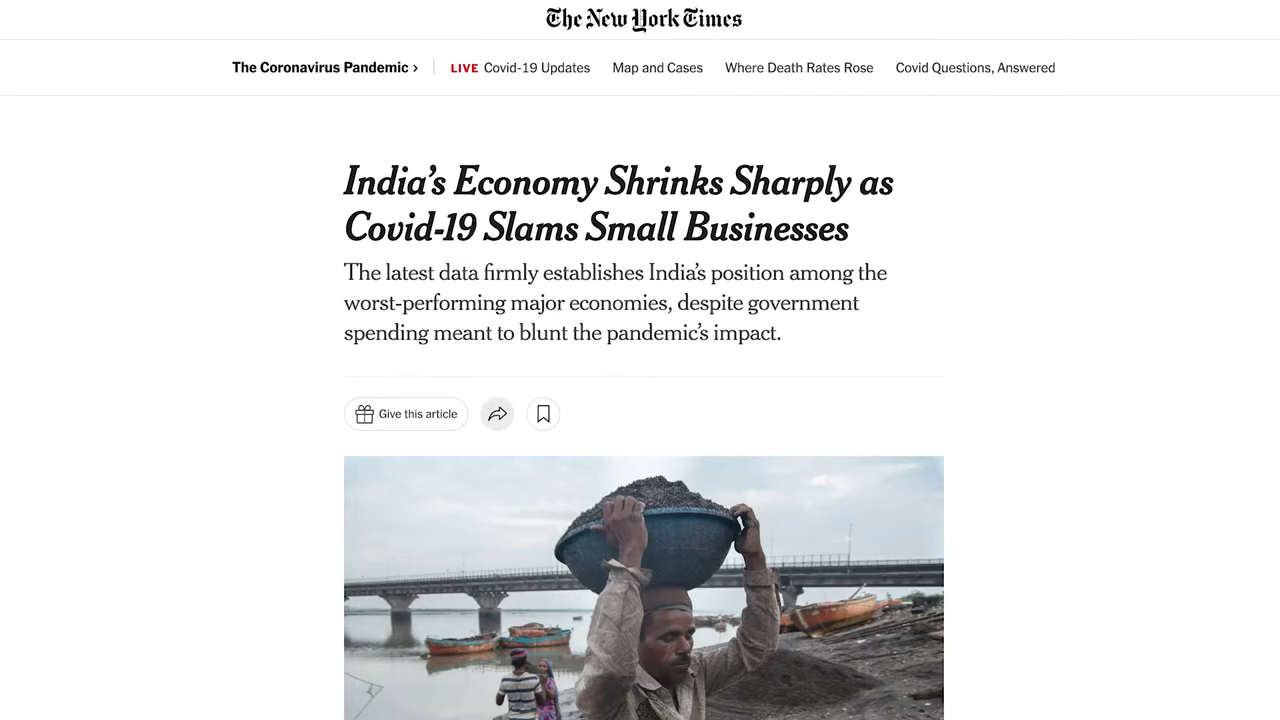 The New York Times
The Coronavirus Pandemic › LIVE Covid-19 Updates Map and Cases Where Death Rates Rose Covid Questions, Answered
India’s Economy Shrinks Sharply as
Covid-19 Slams Small Businesses
The latest data firmly establishes India’s position among the
worst-performing major economies, despite government
spending meant to blunt the pandemic’s impact.
Give this article